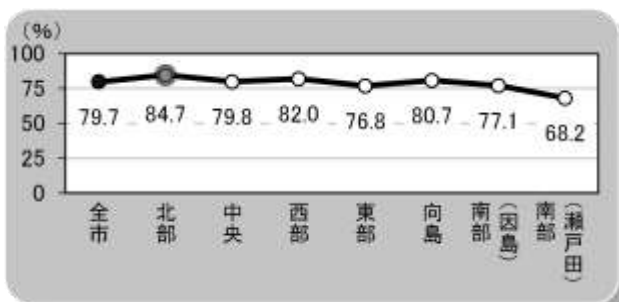 (%)
100
75
50
25
0
79.7 84.7 79.8 82.0 76.8 80.7 77.1 68.2
全市
北部
中央
西部
東部
向島
南部(因島)
南部(瀬戸田)